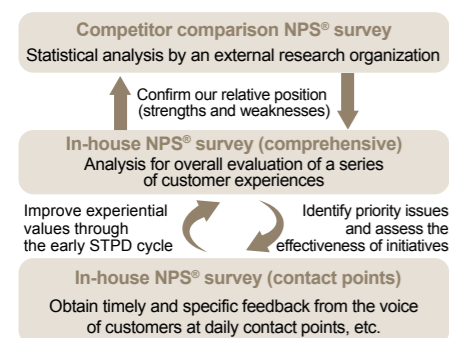 Competitor comparison NPS® survey
Statistical analysis by an external research organization
Confirm our relative position
(strengths and weaknesses)
In-house NPS® survey (comprehensive)
Analysis for overall evaluation of a series
of customer experiences
Improve experiential
values through
the early STPD cycle
Identify priority issues
and assess the
effectiveness of initiatives
In-house NPS® survey (contact points)
Obtain timely and specific feedback from the voice
of customers at daily contact points, etc.